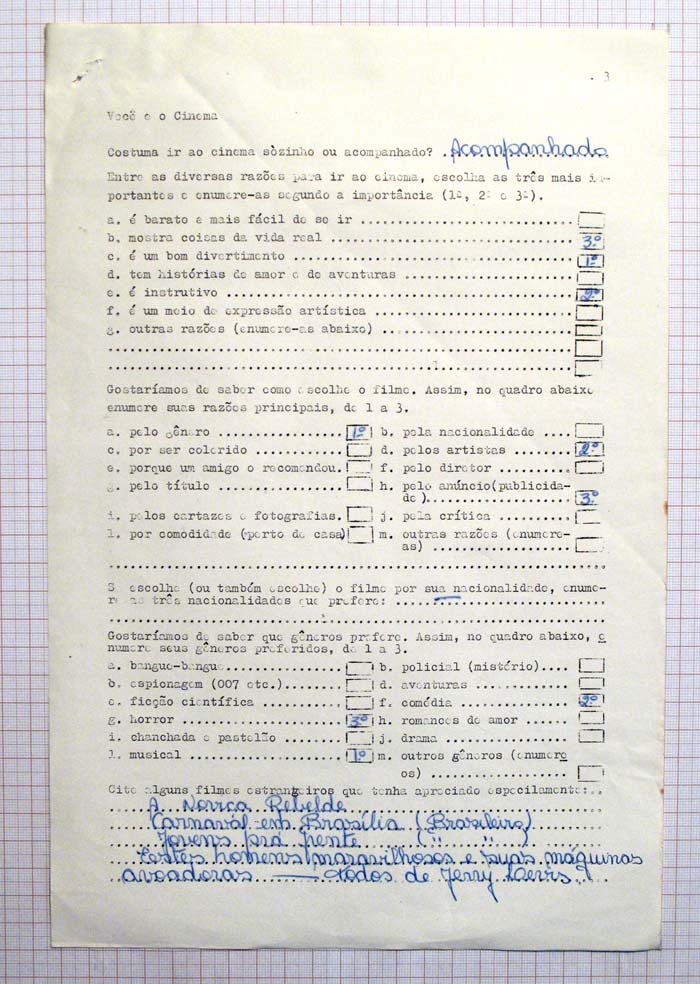 . 3
Você e o Cinema
Costuma ir ao cinema sòzinho ou acompanhado? .Acompanhado
Entre as diversas razões para ir ao cinema, escolha as três mais im-
portantes e enumere-as segundo a importância (1ª, 2ª e 3ª).
a. é barato e mais fácil de se ir ..............................
b. mostra coisas da vida real .................................. 3º
c. é um bom divertimento ....................................... 1º
d. tem histórias de amor e de aventuras ........................
e. é instrutivo ................................................ 2º
f. é um meio de expressão artística ............................
g. outras razões (enumere-as abaixo) ...........................
................................................................
................................................................
Gostaríamos de saber como escolhe o filme. Assim, no quadro abaixo
enumere suas razões principais, de 1 a 3.
a. pelo gênero ................ 1º b. pela nacionalidade ....
c. por ser colorido ........... d. pelos artistas ........ 2º
e. porque um amigo o recomendou. f. pelo diretor ..........
g. pelo título ................ h. pelo anúncio(publicida-
de ).................... 3º
i. pelos cartazes e fotografias. j. pela crítica ..........
l. por comodidade (perto de casa) m. outras razões (enumere-
as) ...................
................................................................
S escolhe (ou também escolhe) o filme por sua nacionalidade, enume-
re as três nacionalidades que prefere: ..........................
................................................................
Gostaríamos de saber que gêneros prefere. Assim, no quadro abaixo, e
numere seus gêneros preferidos, de 1 a 3.
a. bangue-bangue............... b. policial (mistério)....
b. espionagem (007 etc.)....... d. aventuras .............
e. ficção científica .......... f. comédia ............... 2º
g. horror ..................... 3º h. romances de amor ......
i. chanchada e pastelão ....... j. drama .................
l. musical .................... 1º m. outros gêneros (enumere
os) ...................
Cite alguns filmes estrangeiros que tenha apreciado especilamente:..
A Noviça Rebelde
Carnaval em Brasília (Brasileiro)
Jovens pra frente (" ")
Estes homens maravilhosos e suas máquinas
avoadoras — todos de Jerry Lewis.